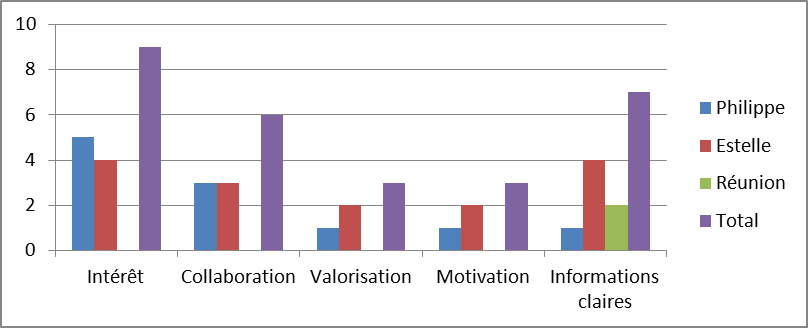 10
8
6
4
2
0
Intérêt
Collaboration
Valorisation
Motivation
Informations
claires
Philippe
Estelle
Réunion
Total